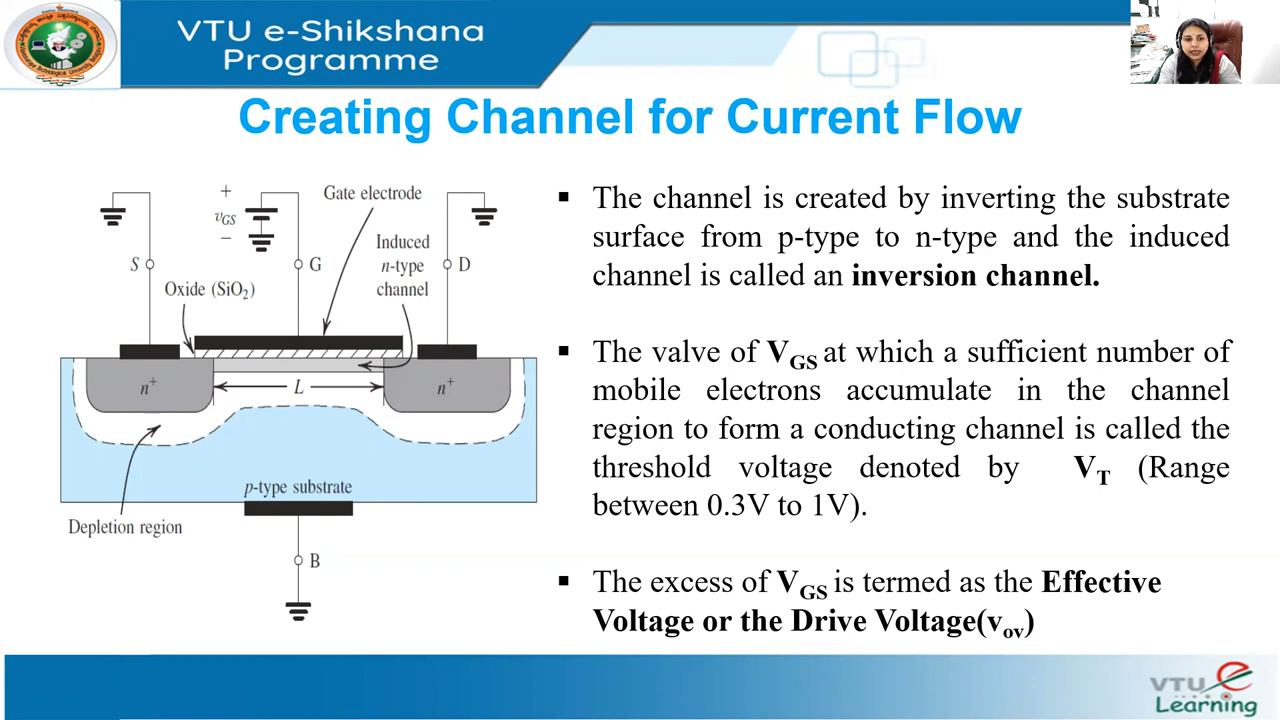 VTU e-Shikshana
Programme
Creating Channel for Current Flow
+
vGS
−
Gate electrode
Induced
n-type
channel
S
G
D
Oxide (SiO2)
n+
L
n+
p-type substrate
Depletion region
B
▪ The channel is created by inverting the substrate
surface from p-type to n-type and the induced
channel is called an inversion channel.
▪ The valve of VGS at which a sufficient number of
mobile electrons accumulate in the channel
region to form a conducting channel is called the
threshold voltage denoted by VT (Range
between 0.3V to 1V).
▪ The excess of VGS is termed as the Effective
Voltage or the Drive Voltage(vov)
VTU e
Learning